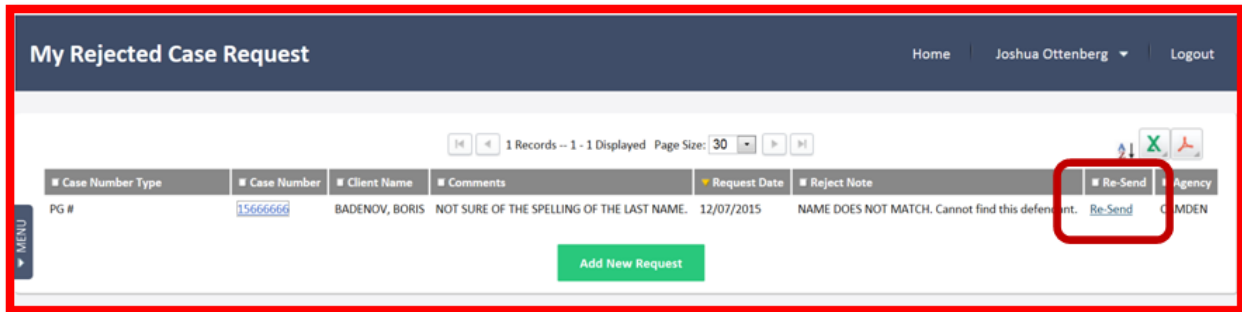 My Rejected Case Request
Home Joshua Ottenberg Logout
1 Records -- 1 - 1 Displayed Page Size: 30
Case Number Type Case Number Client Name Comments Request Date Reject Note Re-Send Agency
PG # 15666666 BADENOV, BORIS NOT SURE OF THE SPELLING OF THE LAST NAME. 12/07/2015 NAME DOES NOT MATCH. Cannot find this defendant. Re-Send CAMDEN
MENU
Add New Request